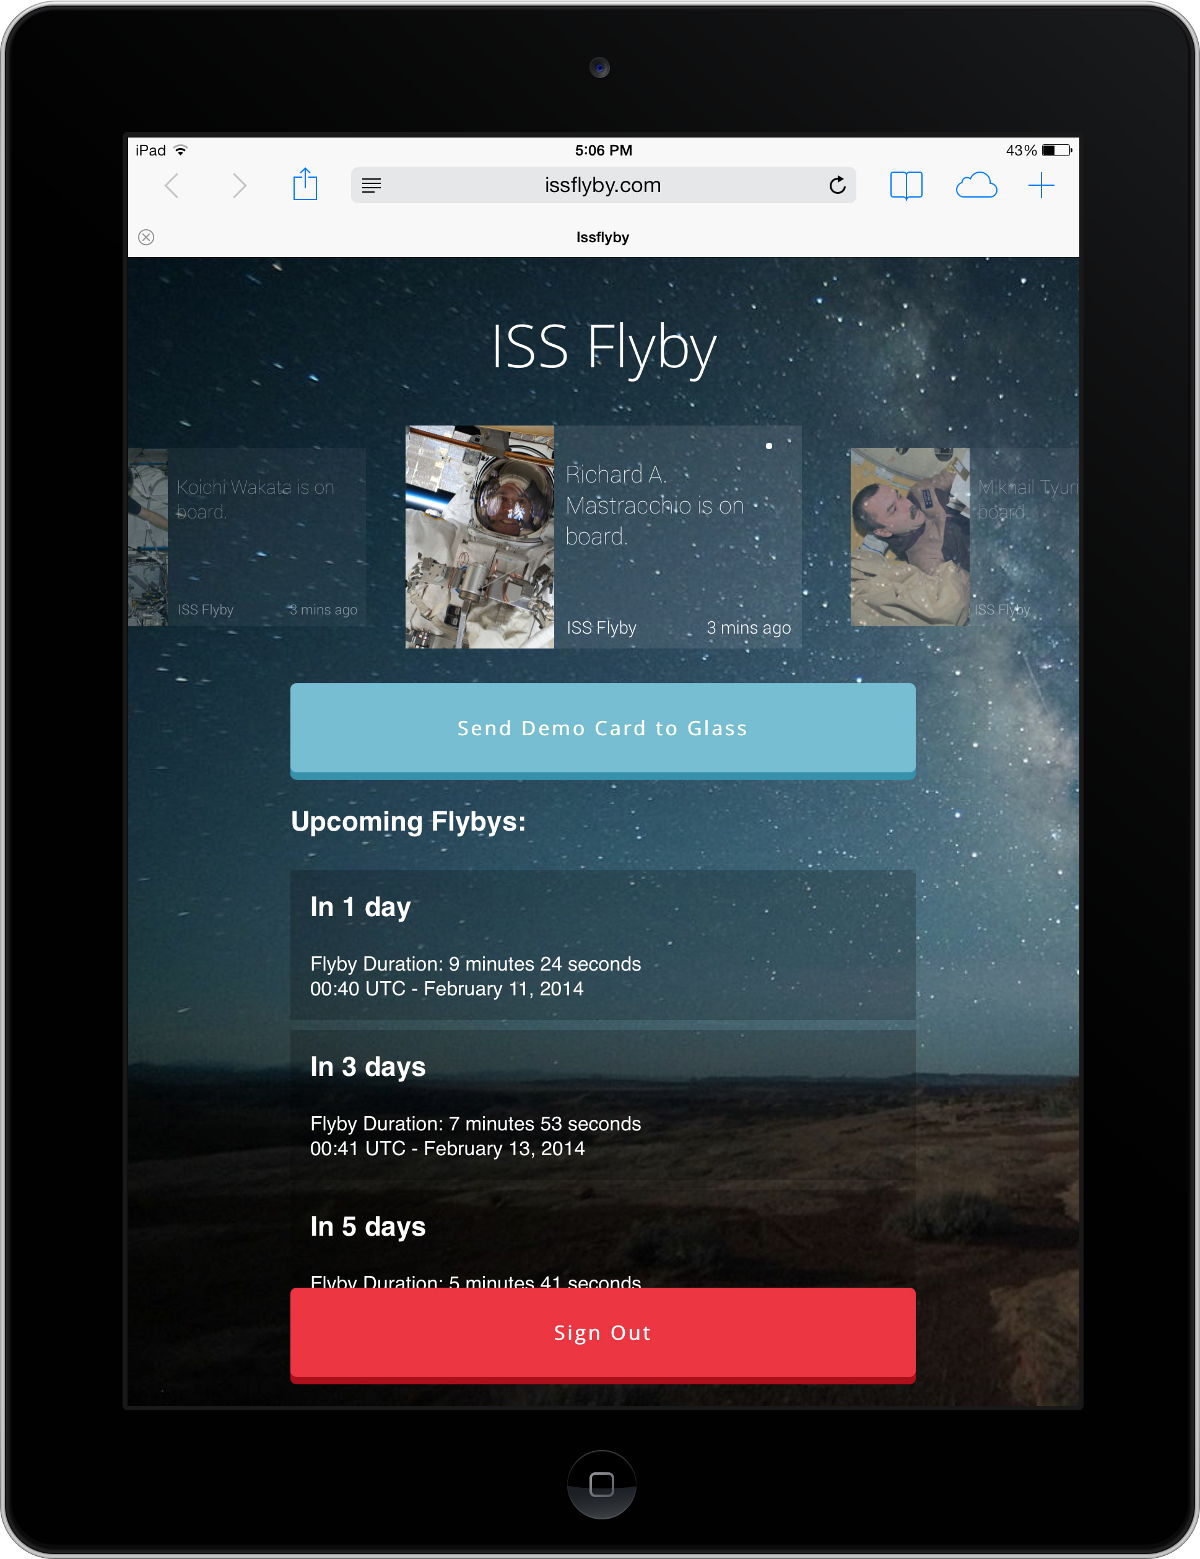 iPad
5:06 PM
43%
issflyby.com
Issflyby
ISS Flyby
Koichi Wakata is on
board.
ISS Flyby
3 mins ago
Richard A.
Mastracchio is on
board.
ISS Flyby
3 mins ago
Mikhail Tyuri
board.
ISS Flyby
Send Demo Card to Glass
Upcoming Flybys:
In 1 day
Flyby Duration: 9 minutes 24 seconds
00:40 UTC - February 11, 2014
In 3 days
Flyby Duration: 7 minutes 53 seconds
00:41 UTC - February 13, 2014
In 5 days
Flyby Duration: 5 minutes 41 seconds
Sign Out